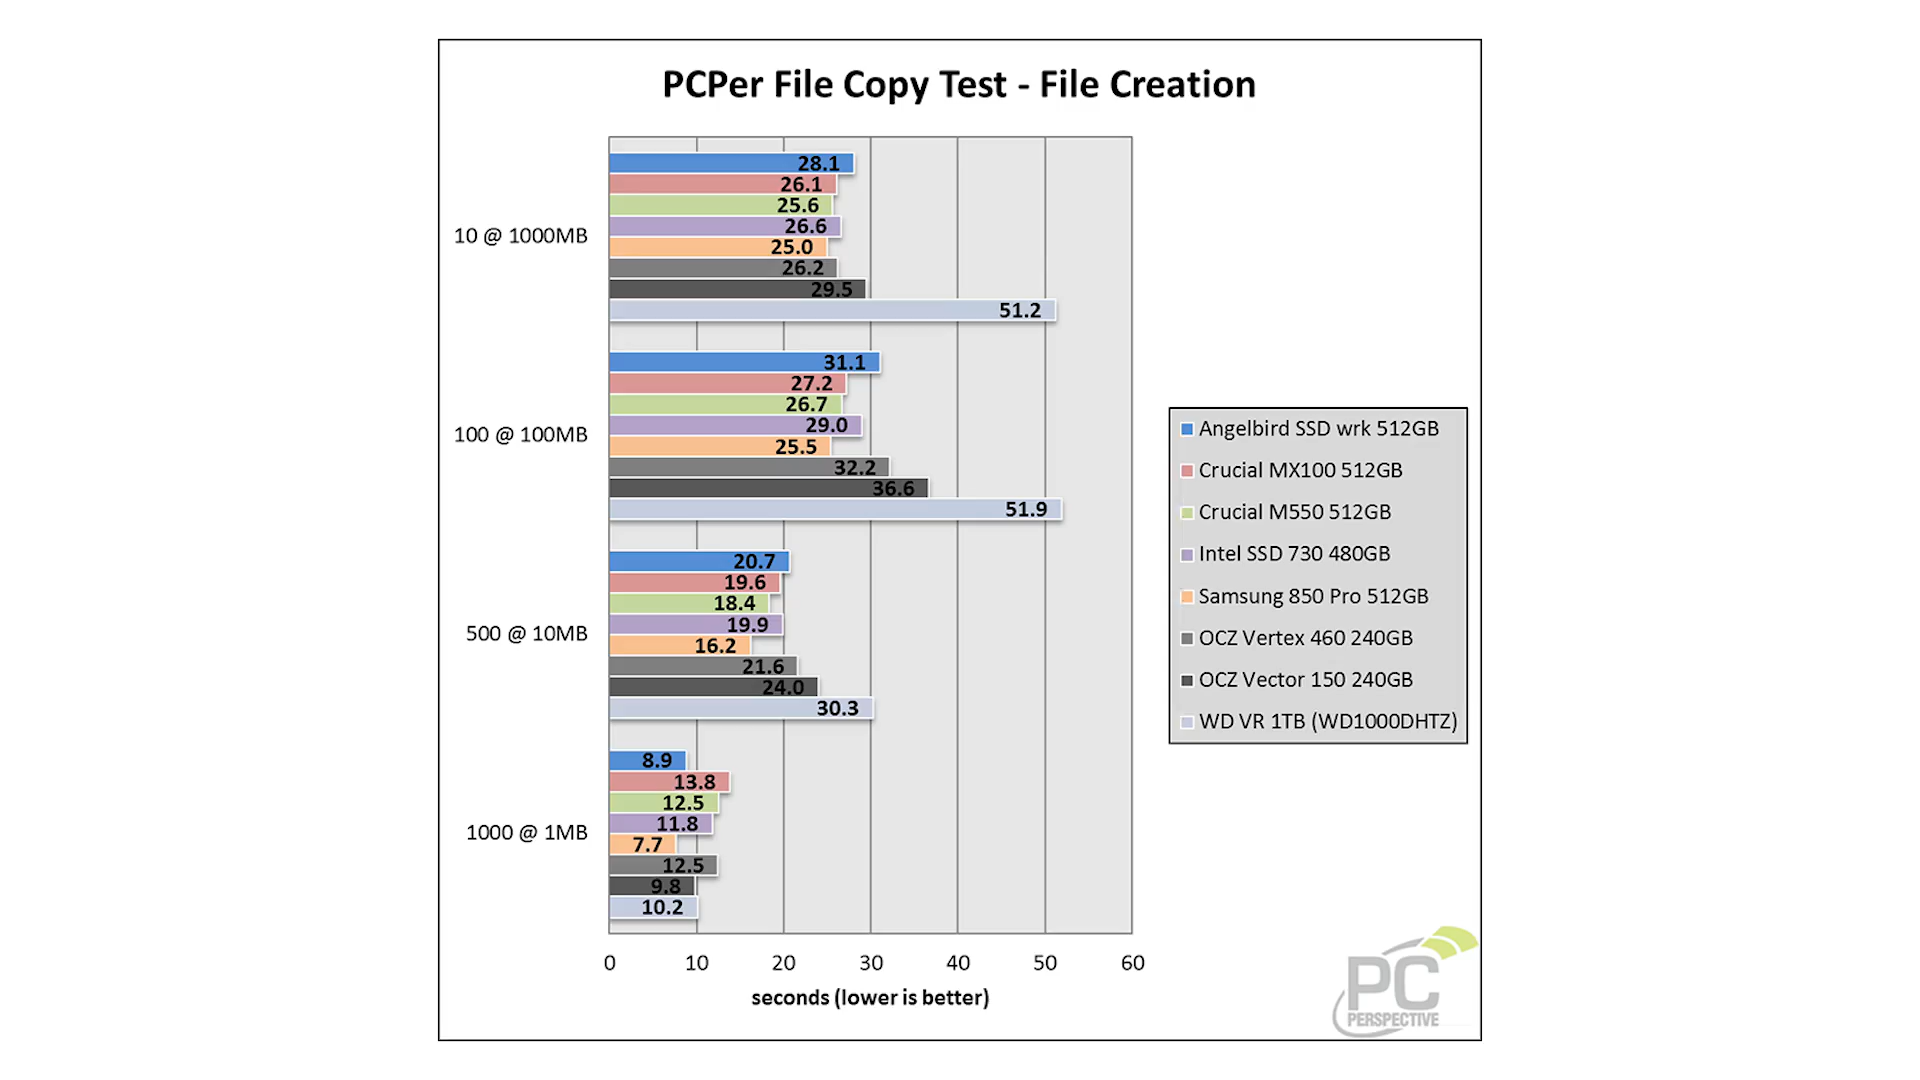 PCPer File Copy Test - File Creation
10 @ 1000MB
28.1
26.1
25.6
26.6
25.0
26.2
29.5
51.2
100 @ 100MB
31.1
27.2
26.7
29.0
25.5
32.2
36.6
51.9
500 @ 10MB
20.7
19.6
18.4
19.9
16.2
21.6
24.0
30.3
1000 @ 1MB
8.9
13.8
12.5
11.8
7.7
12.5
9.8
10.2
0 10 20 30 40 50 60
seconds (lower is better)
Angelbird SSD wrk 512GB
Crucial MX100 512GB
Crucial M550 512GB
Intel SSD 730 480GB
Samsung 850 Pro 512GB
OCZ Vertex 460 240GB
OCZ Vector 150 240GB
WD VR 1TB (WD1000DHTZ)
PC
PERSPECTIVE